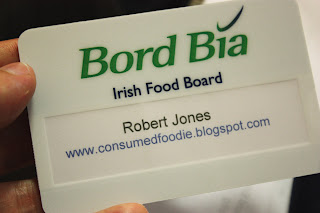 Bord Bia
Irish Food Board
Robert Jones
www.consumedfoodie.blogspot.com